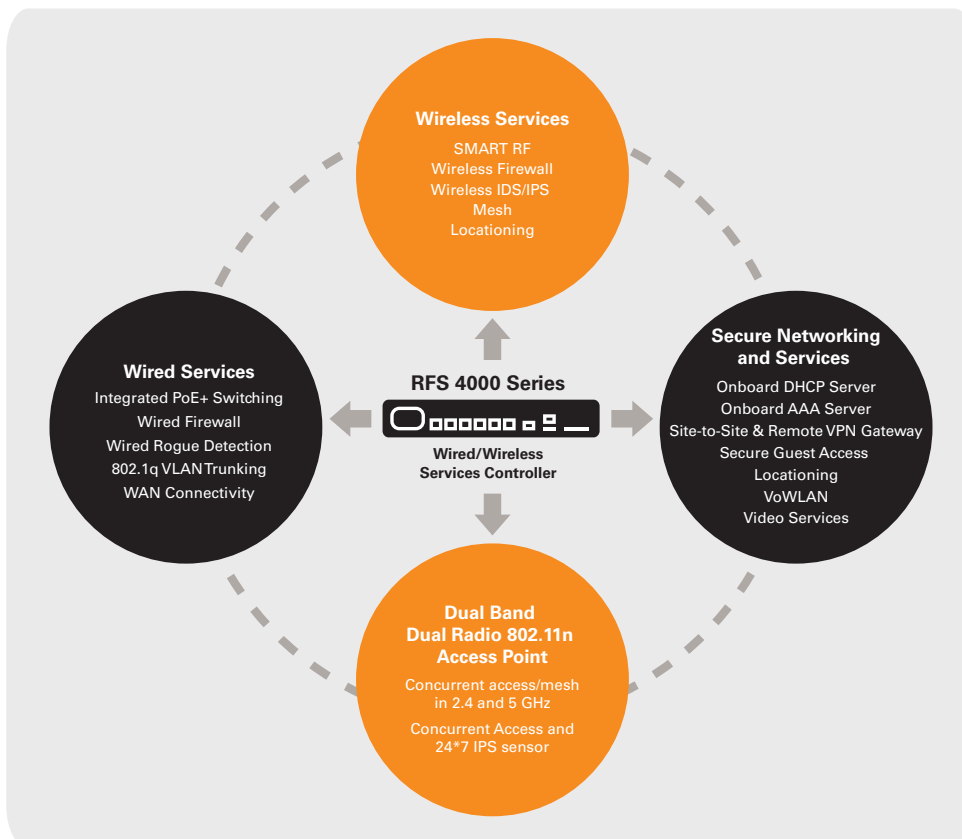 Wireless Services
SMART RF
Wireless Firewall
Wireless IDS/IPS
Mesh
Locationing
Wired Services
Integrated PoE+ Switching
Wired Firewall
Wired Rogue Detection
802.1q VLAN Trunking
WAN Connectivity
RFS 4000 Series
Wired/Wireless
Services Controller
Secure Networking
and Services
Onboard DHCP Server
Onboard AAA Server
Site-to-Site & Remote VPN Gateway
Secure Guest Access
Locationing
VoWLAN
Video Services
Dual Band
Dual Radio 802.11n
Access Point
Concurrent access/mesh
in 2.4 and 5 GHz
Concurrent Access and
24*7 IPS sensor